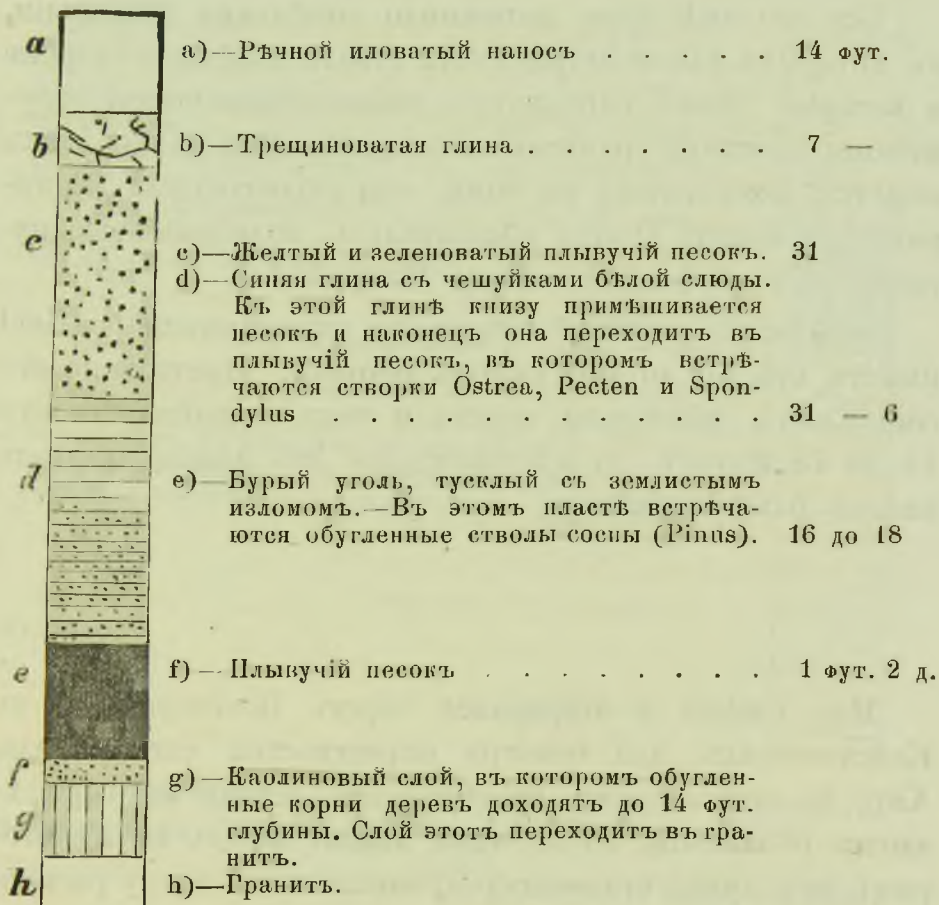 a
a)—Рѣчной иловатый наносъ . . . . . 14 фут.
b
b)—Трещиноватая глина . . . . . . . 7 —
c
c)—Желтый и зеленоватый плывучій песокъ. 31
d)—Синяя глина съ чешуйками бѣлой слюды.
Къ этой глинѣ книзу примѣшивается
песокъ и наконецъ она переходитъ въ
плывучій песокъ, въ которомъ встрѣ-
чаются створки Ostrea, Pecten и Spon-
dylus . . . . . . . . . . . . . 31 — 6
d
e)—Бурый уголь, тусклый съ землистымъ
изломомъ.—Въ этомъ пластѣ встрѣча-
ются обугленные стволы сосны (Pinus). 16 до 18
e
f)—Плывучій песокъ . . . . . . . . 1 фут. 2 д.
f
g)—Каолиновый слой, въ которомъ обуглен-
ные корни деревъ доходятъ до 14 фут.
g
глубины. Слой этотъ переходитъ въ гра-
нитъ.
h
h)—Гранитъ.